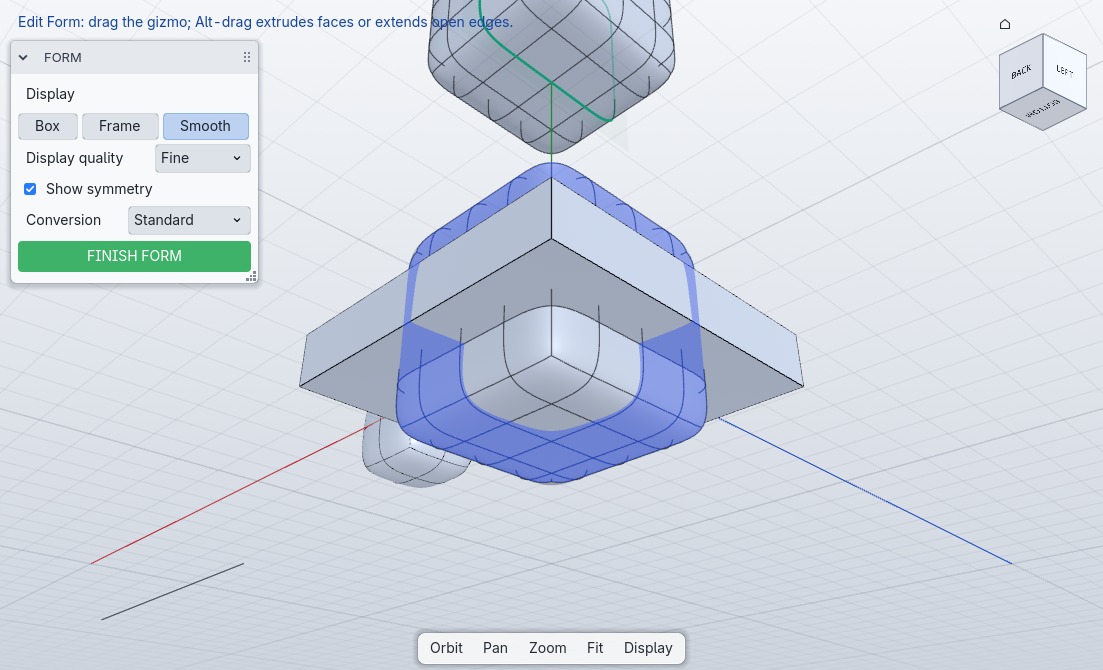 Edit Form: drag the gizmo; Alt-drag extrudes faces or extends open edges.
FORM
Display
Box Frame Smooth
Display quality Fine
Show symmetry
Conversion Standard
FINISH FORM
BACK
LEFT
Orbit Pan Zoom Fit Display